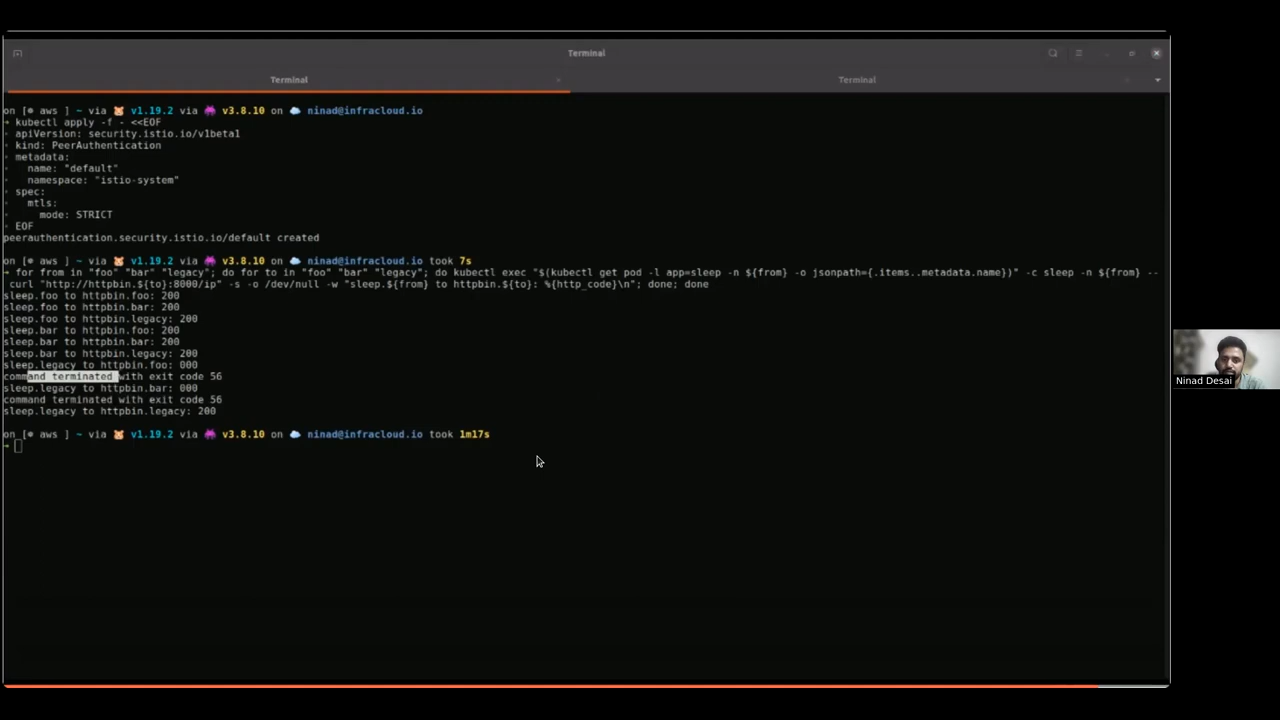 Terminal
Terminal
Terminal
on [ aws ] ~ via v1.19.2 via v3.8.10 on ninad@infracloud.io
kubectl apply -f - <<EOF
apiVersion: security.istio.io/v1beta1
kind: PeerAuthentication
metadata:
name: "default"
namespace: "istio-system"
spec:
mtls:
mode: STRICT
EOF
peerauthentication.security.istio.io/default created
on [ aws ] ~ via v1.19.2 via v3.8.10 on ninad@infracloud.io took 7s
for from in "foo" "bar" "legacy"; do for to in "foo" "bar" "legacy"; do kubectl exec "$(kubectl get pod -l app=sleep -n ${from} -o jsonpath={.items..metadata.name})" -c sleep -n ${from} --
curl "http://httpbin.${to}:8000/ip" -s -o /dev/null -w "sleep.${from} to httpbin.${to}: %{http_code}\n"; done; done
sleep.foo to httpbin.foo: 200
sleep.foo to httpbin.bar: 200
sleep.foo to httpbin.legacy: 200
sleep.bar to httpbin.foo: 200
sleep.bar to httpbin.bar: 200
sleep.bar to httpbin.legacy: 200
sleep.legacy to httpbin.foo: 000
command terminated with exit code 56
sleep.legacy to httpbin.bar: 000
command terminated with exit code 56
sleep.legacy to httpbin.legacy: 200
on [ aws ] ~ via v1.19.2 via v3.8.10 on ninad@infracloud.io took 1m17s
Ninad Desai